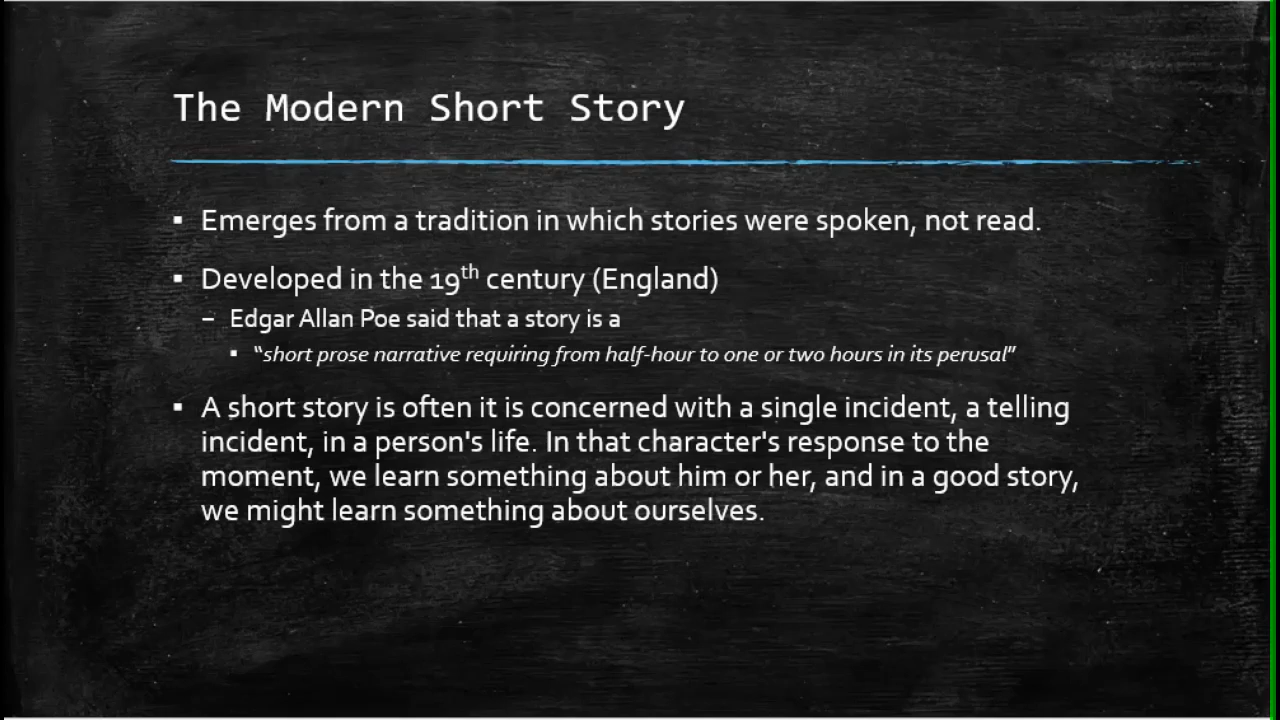 The Modern Short Story
▪ Emerges from a tradition in which stories were spoken, not read.
▪ Developed in the 19th century (England)
– Edgar Allan Poe said that a story is a
▪ “short prose narrative requiring from half-hour to one or two hours in its perusal”
▪ A short story is often it is concerned with a single incident, a telling
incident, in a person's life. In that character's response to the
moment, we learn something about him or her, and in a good story,
we might learn something about ourselves.